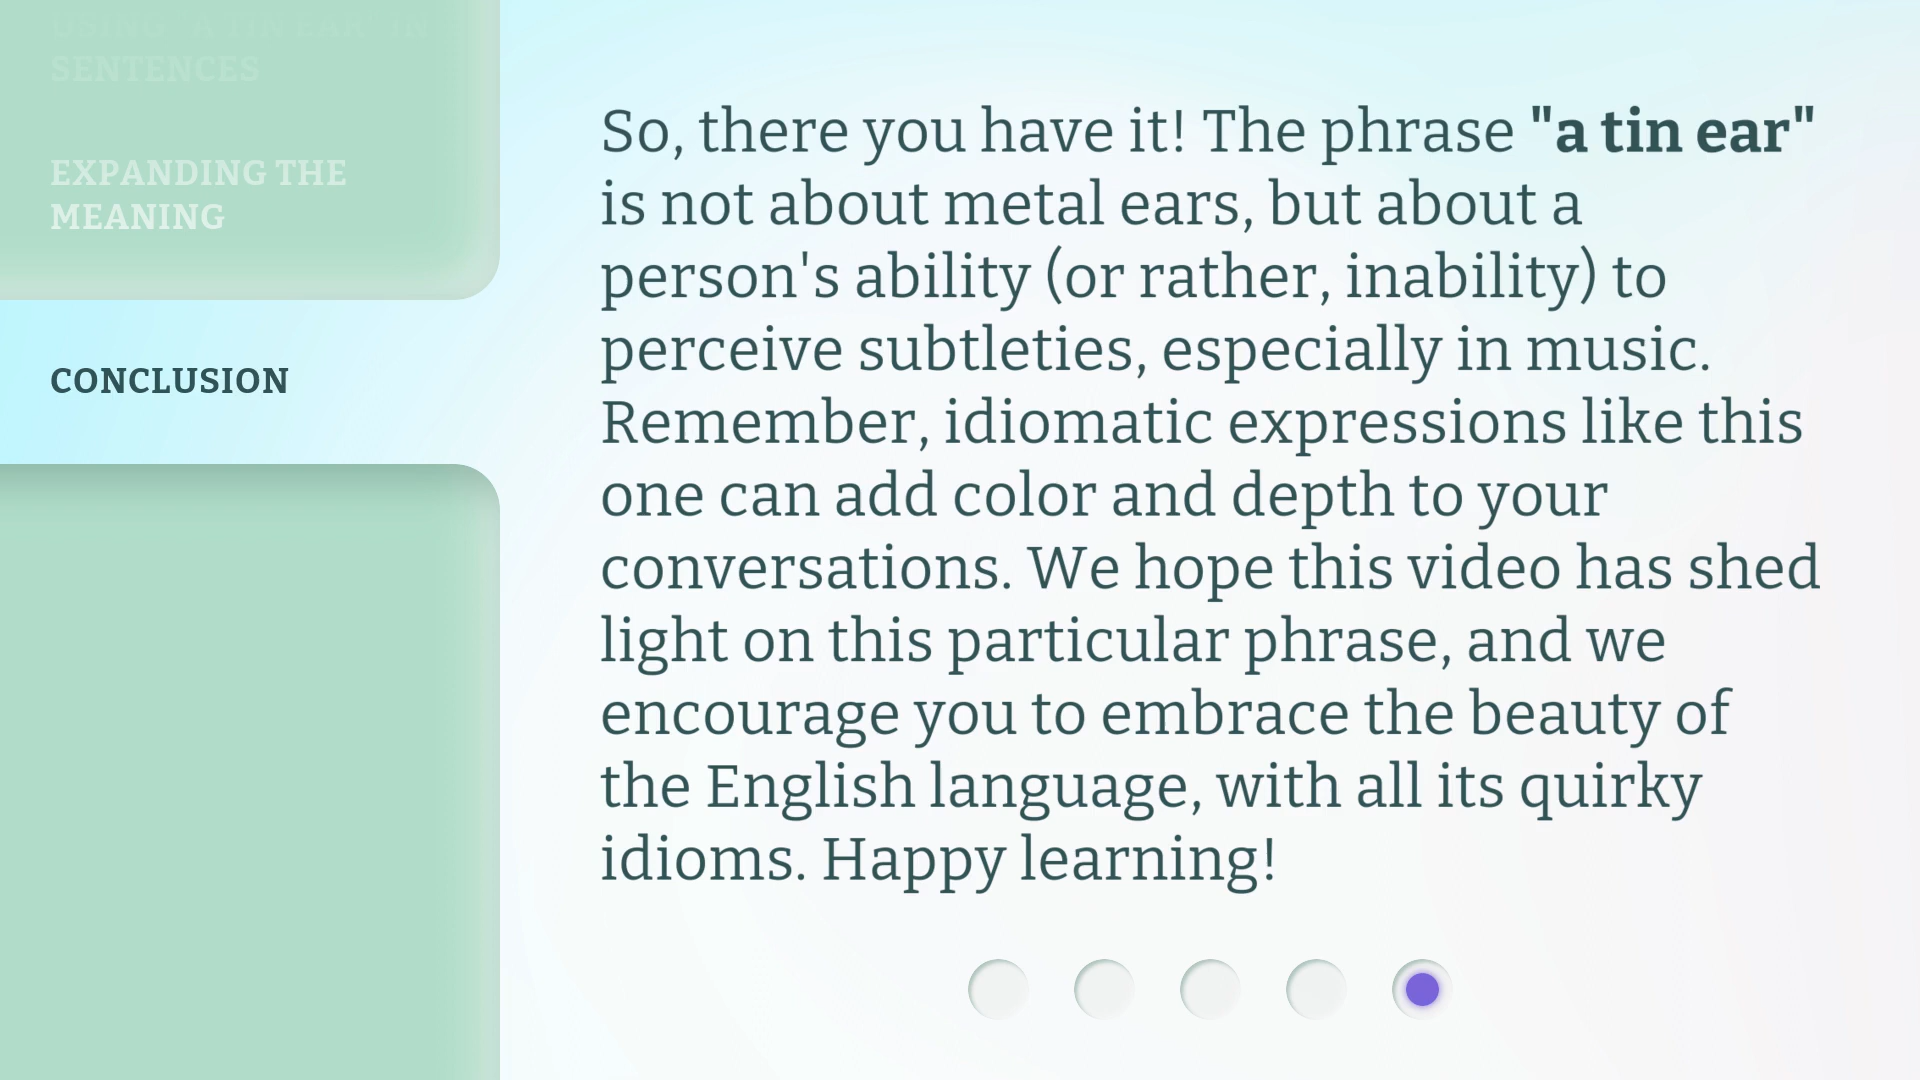 USING "A TIN EAR" IN
SENTENCES
EXPANDING THE
MEANING
CONCLUSION
So, there you have it! The phrase "a tin ear"
is not about metal ears, but about a
person's ability (or rather, inability) to
perceive subtleties, especially in music.
Remember, idiomatic expressions like this
one can add color and depth to your
conversations. We hope this video has shed
light on this particular phrase, and we
encourage you to embrace the beauty of
the English language, with all its quirky
idioms. Happy learning!